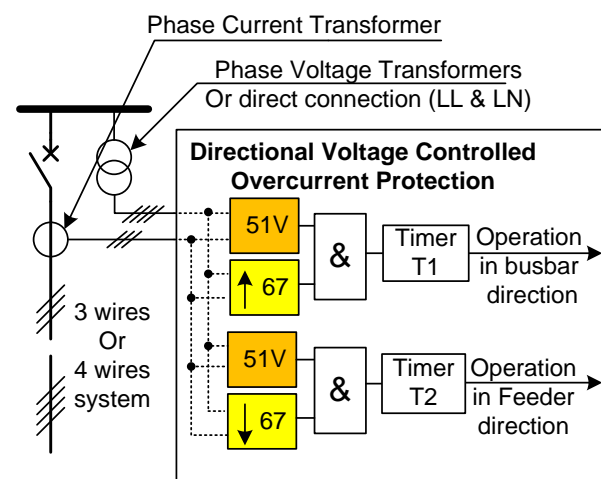 Phase Current Transformer
Phase Voltage Transformers
Or direct connection (LL & LN)
Directional Voltage Controlled
Overcurrent Protection
51V
67
&
Timer
T1
Operation
in busbar
direction
3 wires
Or
4 wires
system
51V
67
&
Timer
T2
Operation
in Feeder
direction